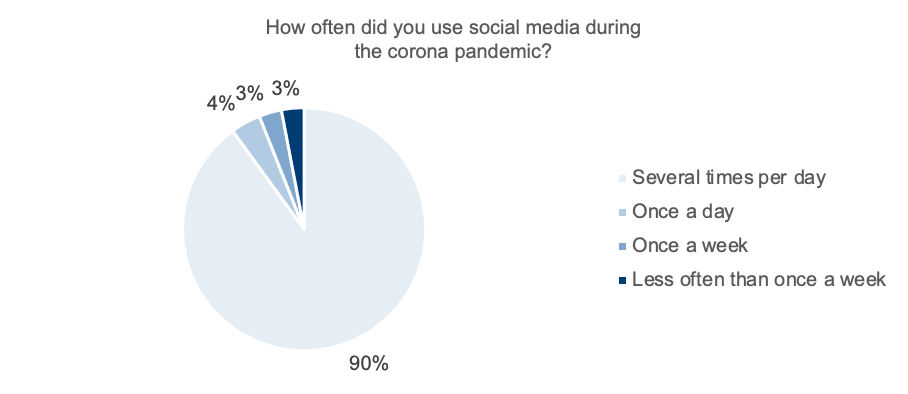 How often did you use social media during
the corona pandemic?
4%
3%
3%
90%
Several times per day
Once a day
Once a week
Less often than once a week